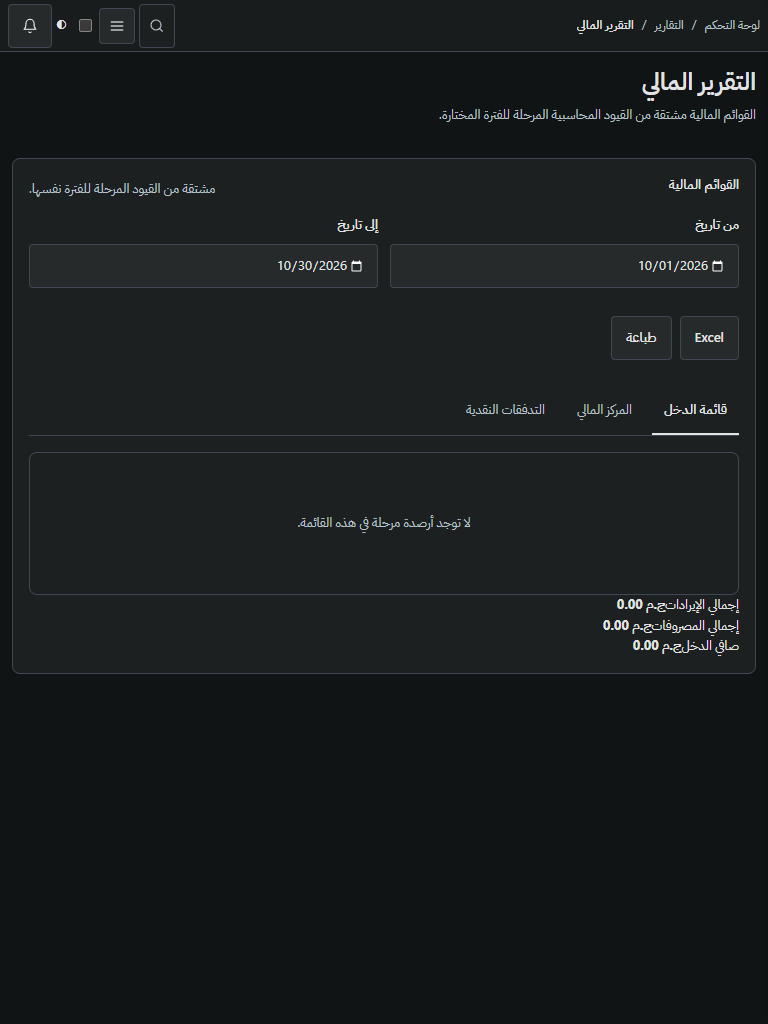 لوحة التحكم / التقارير / التقرير المالي
التقرير المالي
القوائم المالية مشتقة من القيود المحاسبية المرحلة للفترة المختارة.
القوائم المالية
مشتقة من القيود المرحلة للفترة نفسها.
من تاريخ
10/01/2026
إلى تاريخ
10/30/2026
Excel
طباعة
قائمة الدخل
المركز المالي
التدفقات النقدية
لا توجد أرصدة مرحلة في هذه القائمة.
إجمالي الإيراداتج.م 0.00
إجمالي المصروفاتج.م 0.00
صافي الدخلج.م 0.00